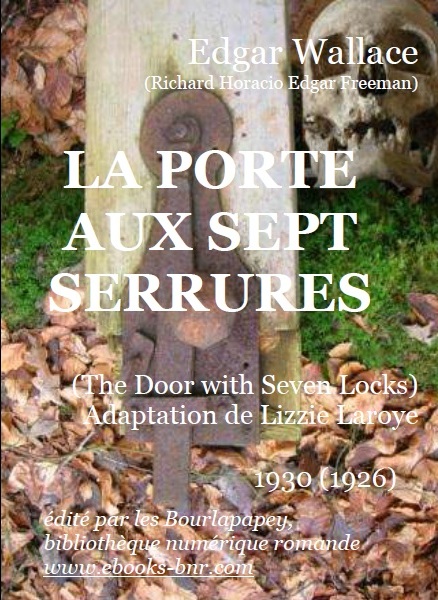 Edgar Wallace
(Richard Horacio Edgar Freeman)
LA PORTE
AUX SEPT
SERRURES
(The Door with Seven Locks)
Adaptation de Lizzie Laroye
1930 (1926)
édité par les Bourlapapey,
bibliothèque numérique romande
www.ebooks-bnr.com